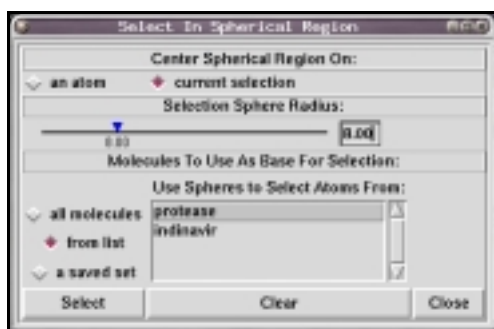 Select In Spherical Region
Center Spherical Region On:
an atom current selection
Selection Sphere Radius:
8.00
8.00
Molecules To Use As Base For Selection:
Use Spheres to Select Atoms From:
all molecules
from list
a saved set
protease
indinavir
Select Clear Close